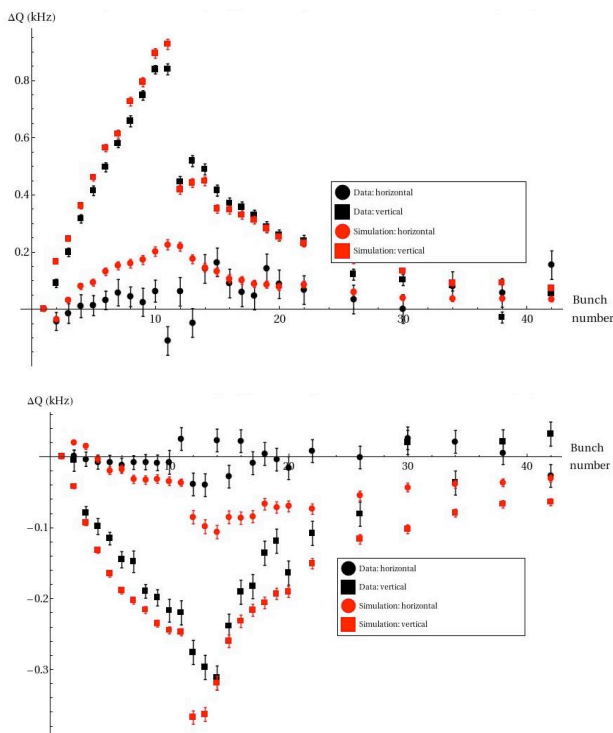 ΔQ (kHz)
0.8
0.6
0.4
0.2
Data: horizontal
Data: vertical
Simulation: horizontal
Simulation: vertical
Bunch
number
10
20
30
40
ΔQ (kHz)
Bunch
number
10
20
30
40
-0.1
-0.2
-0.3
Data: horizontal
Data: vertical
Simulation: horizontal
Simulation: vertical